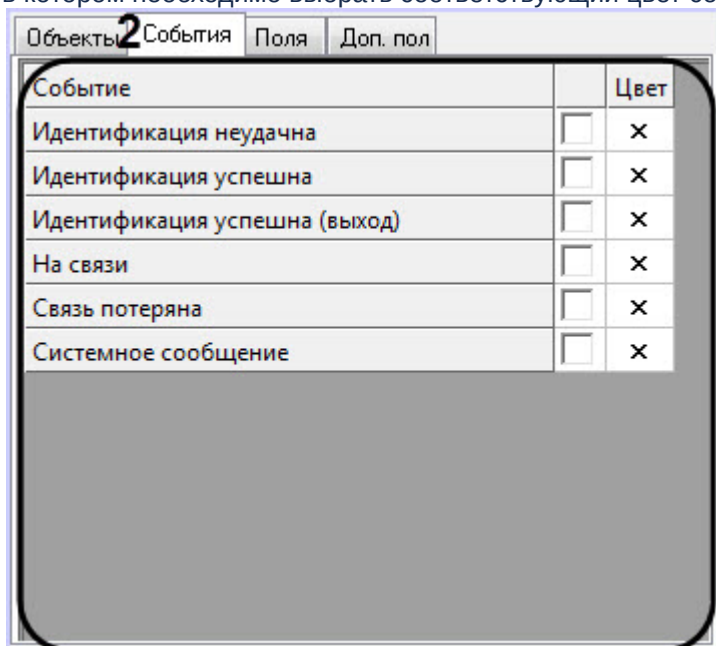 в котором необходимо выбрать соответствующий цвет
Объекты 2 События Поля Доп. пол
Событие Цвет
Идентификация неудачна ×
Идентификация успешна ×
Идентификация успешна (выход) ×
На связи ×
Связь потеряна ×
Системное сообщение ×